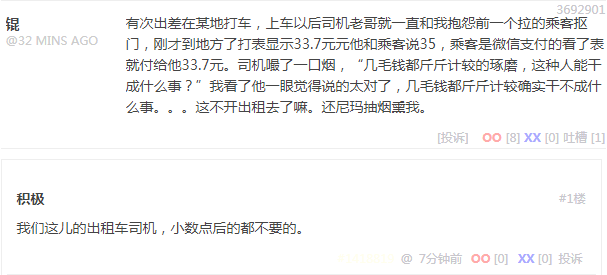 3692901
锟
@32 MINS AGO
有次出差在某地打车，上车以后司机老哥就一直和我抱怨前一个拉的乘客抠
门，刚才到地方了打表显示33.7元元他和乘客说35，乘客是微信支付的看了表
就付给他33.7元。司机喂了一口烟，“几毛钱都斤斤计较的琢磨，这种人能干
成什么事？”我看了他一眼觉得说的太对了，几毛钱都斤斤计较确实干不成什
么事。。。这不开出租去了嘛。还尼玛抽烟熏我。
[投诉] OO [8] XX [0] 吐槽 [1]
积极
#1楼
我们这儿的出租车司机，小数点后的都不要的。
@ 7分钟前 OO [0] XX [0] 投诉